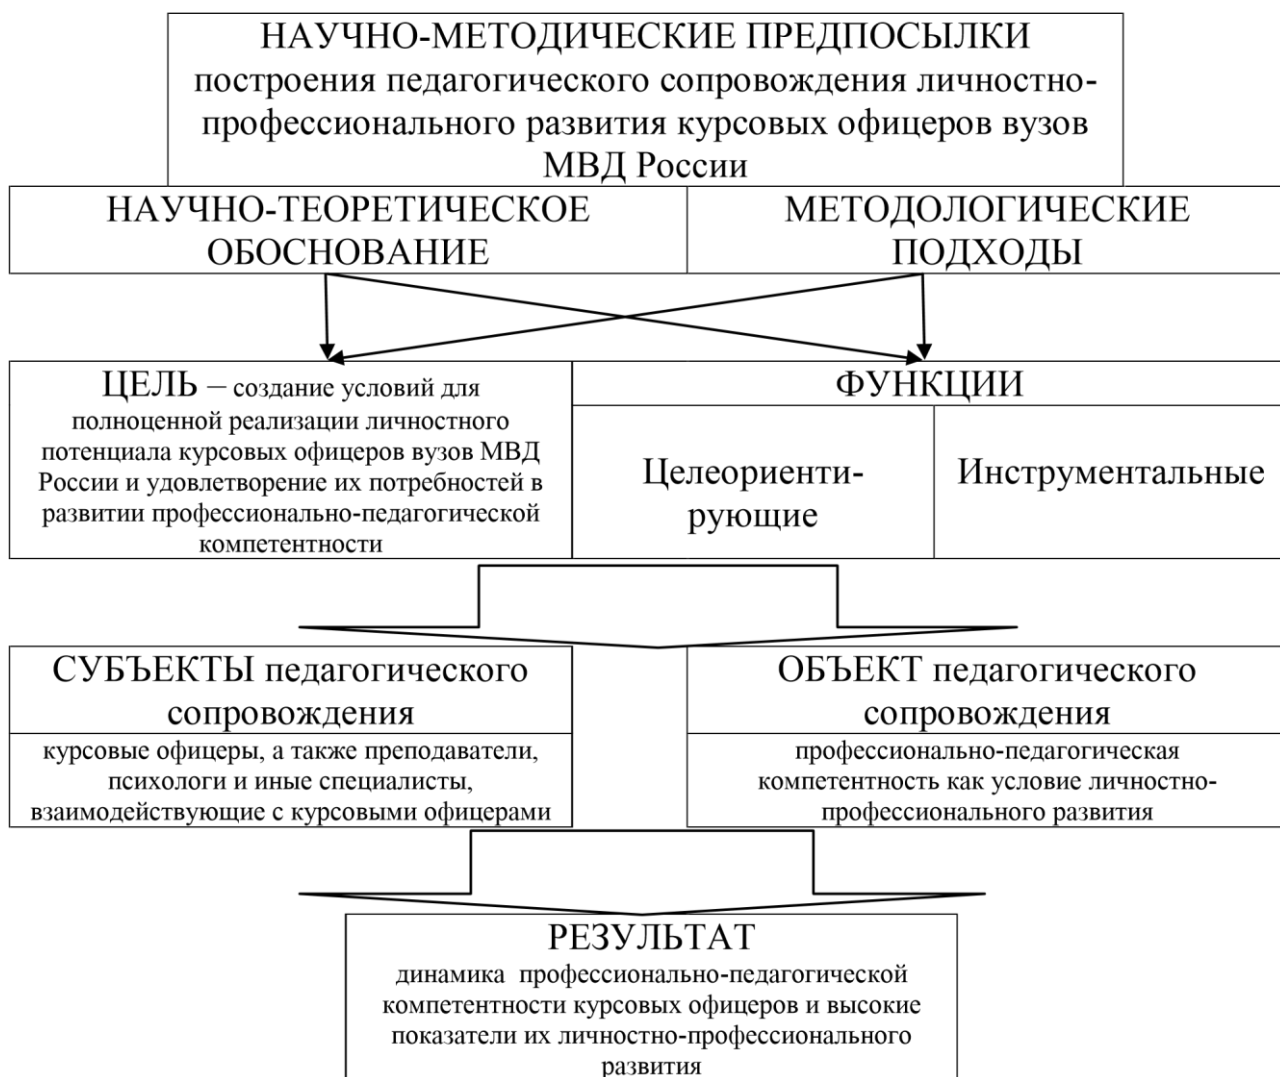 НАУЧНО-МЕТОДИЧЕСКИЕ ПРЕДПОСЫЛКИ
построения педагогического сопровождения личностно-
профессионального развития курсовых офицеров вузов
МВД России
НАУЧНО-ТЕОРЕТИЧЕСКОЕ
ОБОСНОВАНИЕ
МЕТОДОЛОГИЧЕСКИЕ
ПОДХОДЫ
ЦЕЛЬ – создание условий для
полноценной реализации личностного
потенциала курсовых офицеров вузов МВД
России и удовлетворение их потребностей в
развитии профессионально-педагогической
компетентности
ФУНКЦИИ
Целеориенти-
рующие
Инструментальные
СУБЪЕКТЫ педагогического
сопровождения
курсовые офицеры, а также преподаватели,
психологи и иные специалисты,
взаимодействующие с курсовыми офицерами
ОБЪЕКТ педагогического
сопровождения
профессионально-педагогическая
компетентность как условие личностно-
профессионального развития
РЕЗУЛЬТАТ
динамика профессионально-педагогической
компетентности курсовых офицеров и высокие
показатели их личностно-профессионального
развития